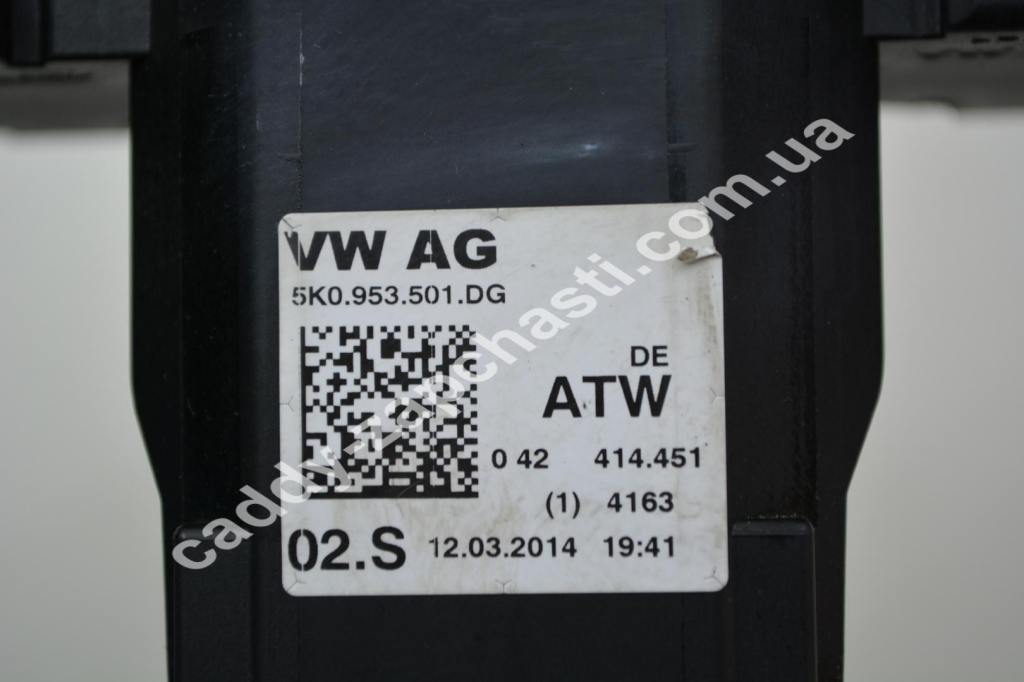 VW AG
5K0.953.501.DG
DE
ATW
0 42 414.451
(1) 4163
02.S 12.03.2014 19:41
caddy-zapchasti.com.ua